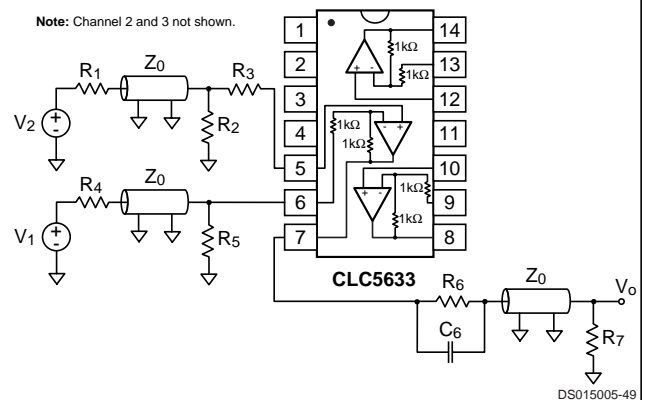 Note: Channel 2 and 3 not shown.
R1
Z0
R3
V2
+
-
R2
R4
Z0
V1
+
-
R5
1
2
3
4
5
6
7
14
13
12
11
10
9
8
1kΩ
1kΩ
+ -
1kΩ
- +
1kΩ
+ -
1kΩ
1kΩ
CLC5633
R6
C6
Z0
Vo
R7
DS015005-49